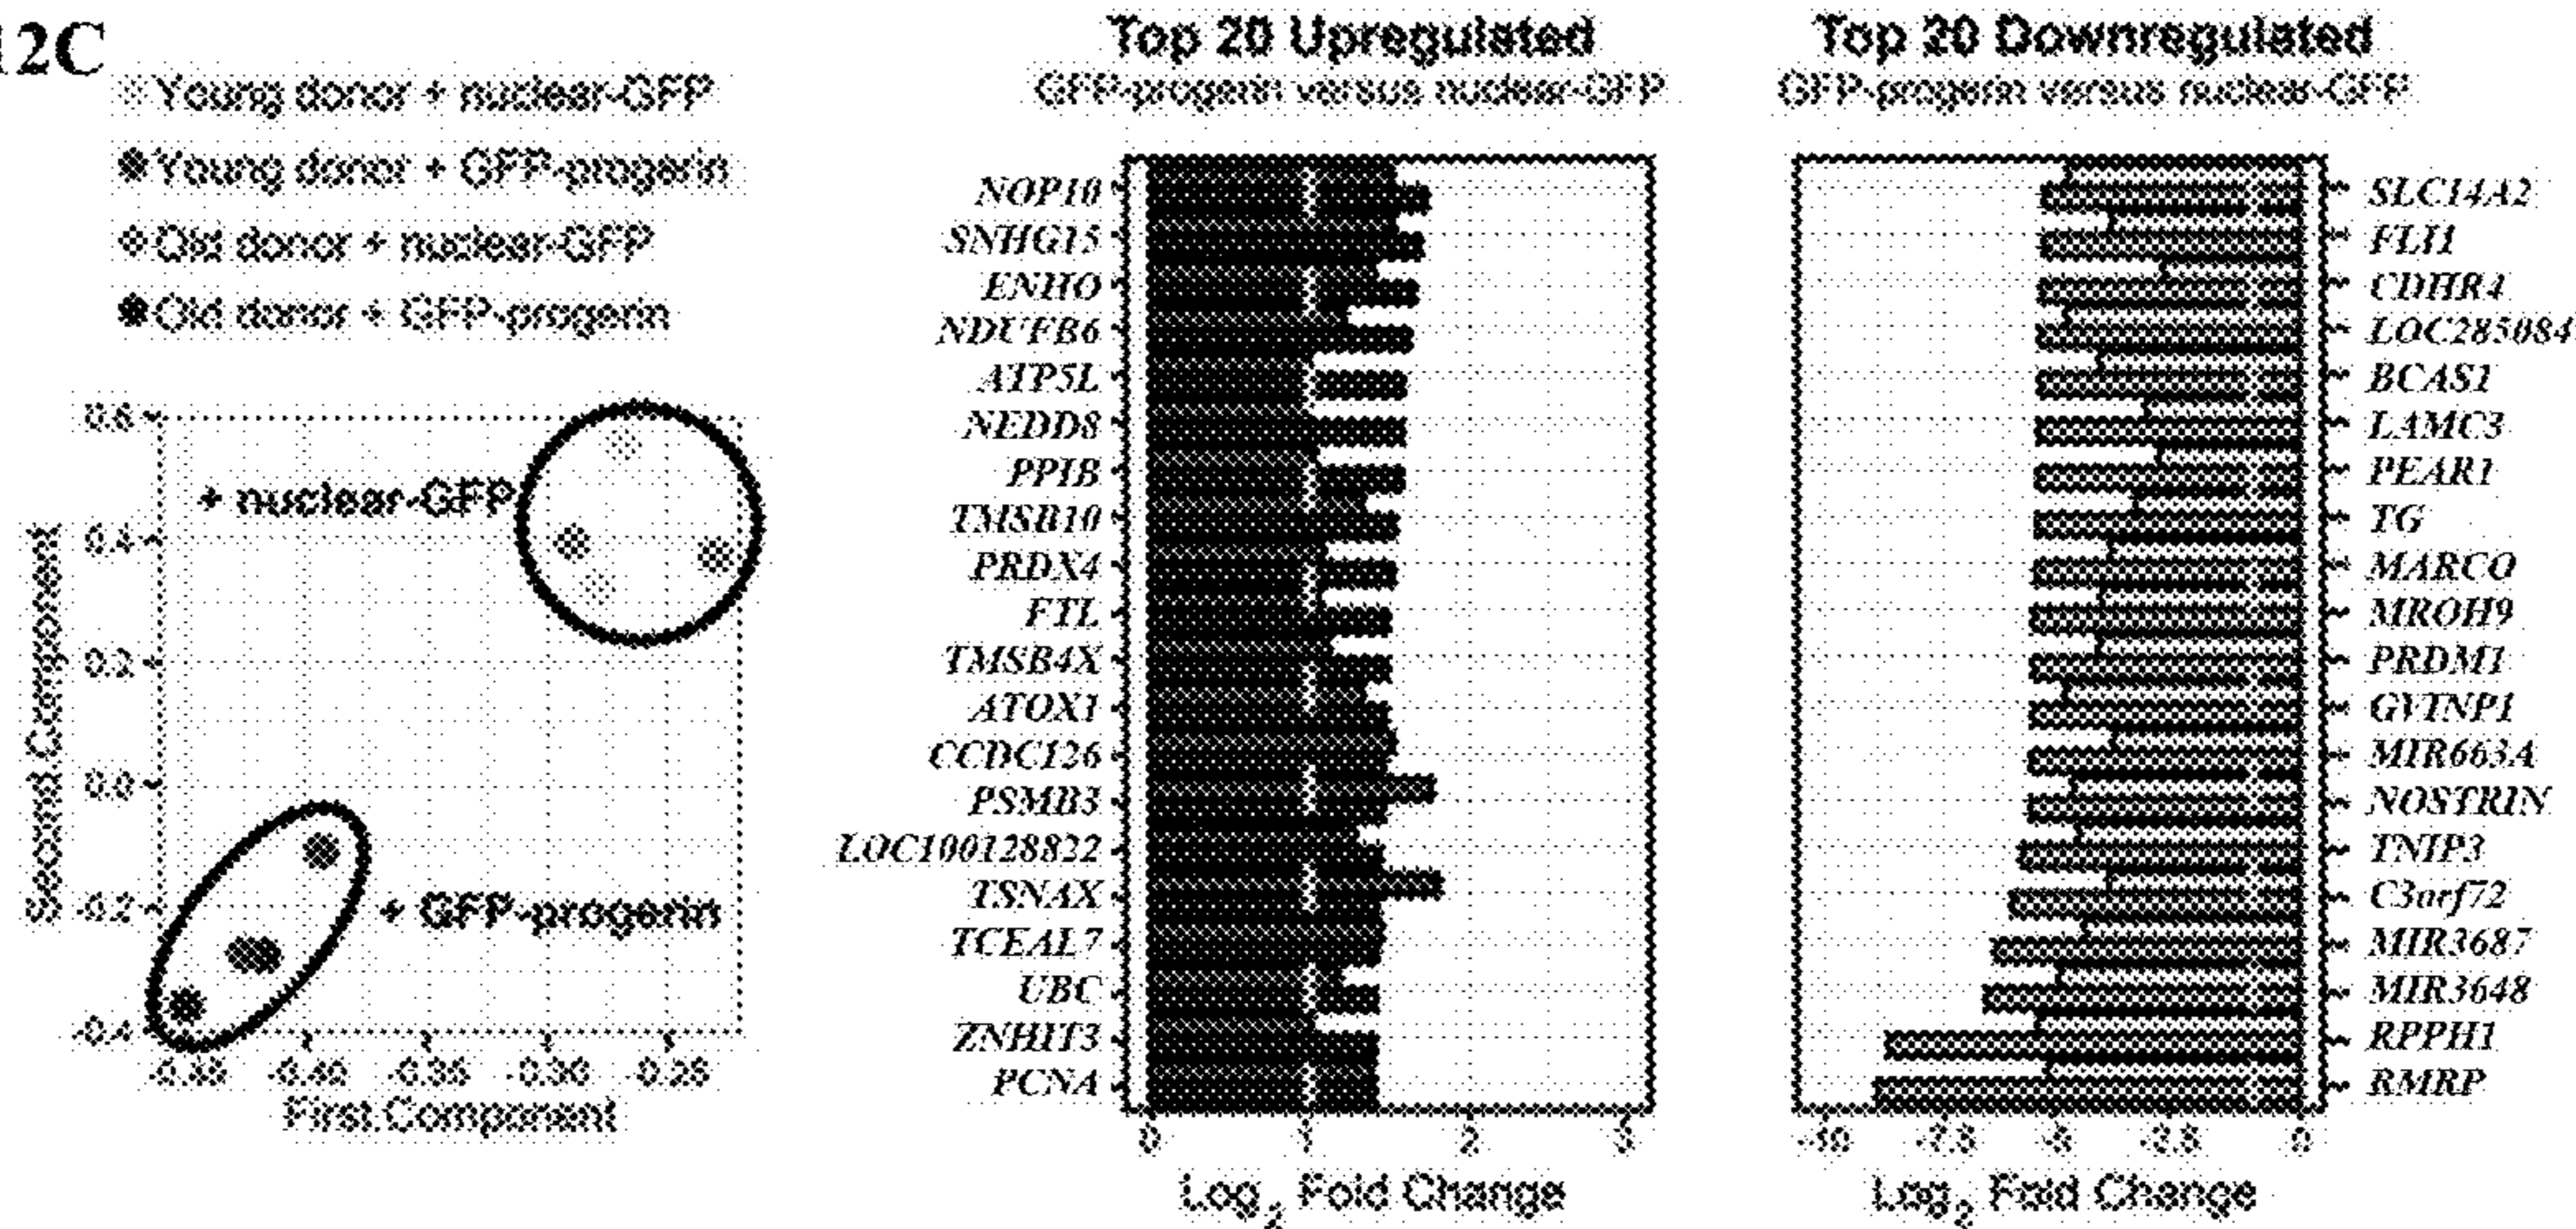 12C
Young donor + nuclear-GFP
Young donor + GFP-progerin
Old donor + nuclear-GFP
Old donor + GFP-progerin
0.6
0.4
0.2
0.0
-0.2
-0.4
Second Component
+ nuclear-GFP
+ GFP-progerin
-0.45 -0.40 -0.35 -0.30 -0.25
First Component
Top 20 Upregulated
GFP-progerin versus nuclear-GFP
NOP10
SNHG15
ENHO
NDUFB6
ATP5L
NEDD8
PPIB
TMSB10
PRDX4
FTL
TMSB4X
ATOX1
CCDC126
PSMB3
LOC100128822
TSNAX
TCEAL7
UBC
ZNHIT3
PCNA
0 1 2 3
Log2 Fold Change
Top 20 Downregulated
GFP-progerin versus nuclear-GFP
SLC14A2
FLI1
CDHR4
LOC285084
BCAS1
LAMC3
PEAR1
TG
MARCO
MROH9
PRDM1
GVINP1
MIR663A
NOSTRIN
TNIP3
C3orf72
MIR3687
MIR3648
RPPH1
RMRP
-10 -7.5 -5 -2.5 0
Log2 Fold Change